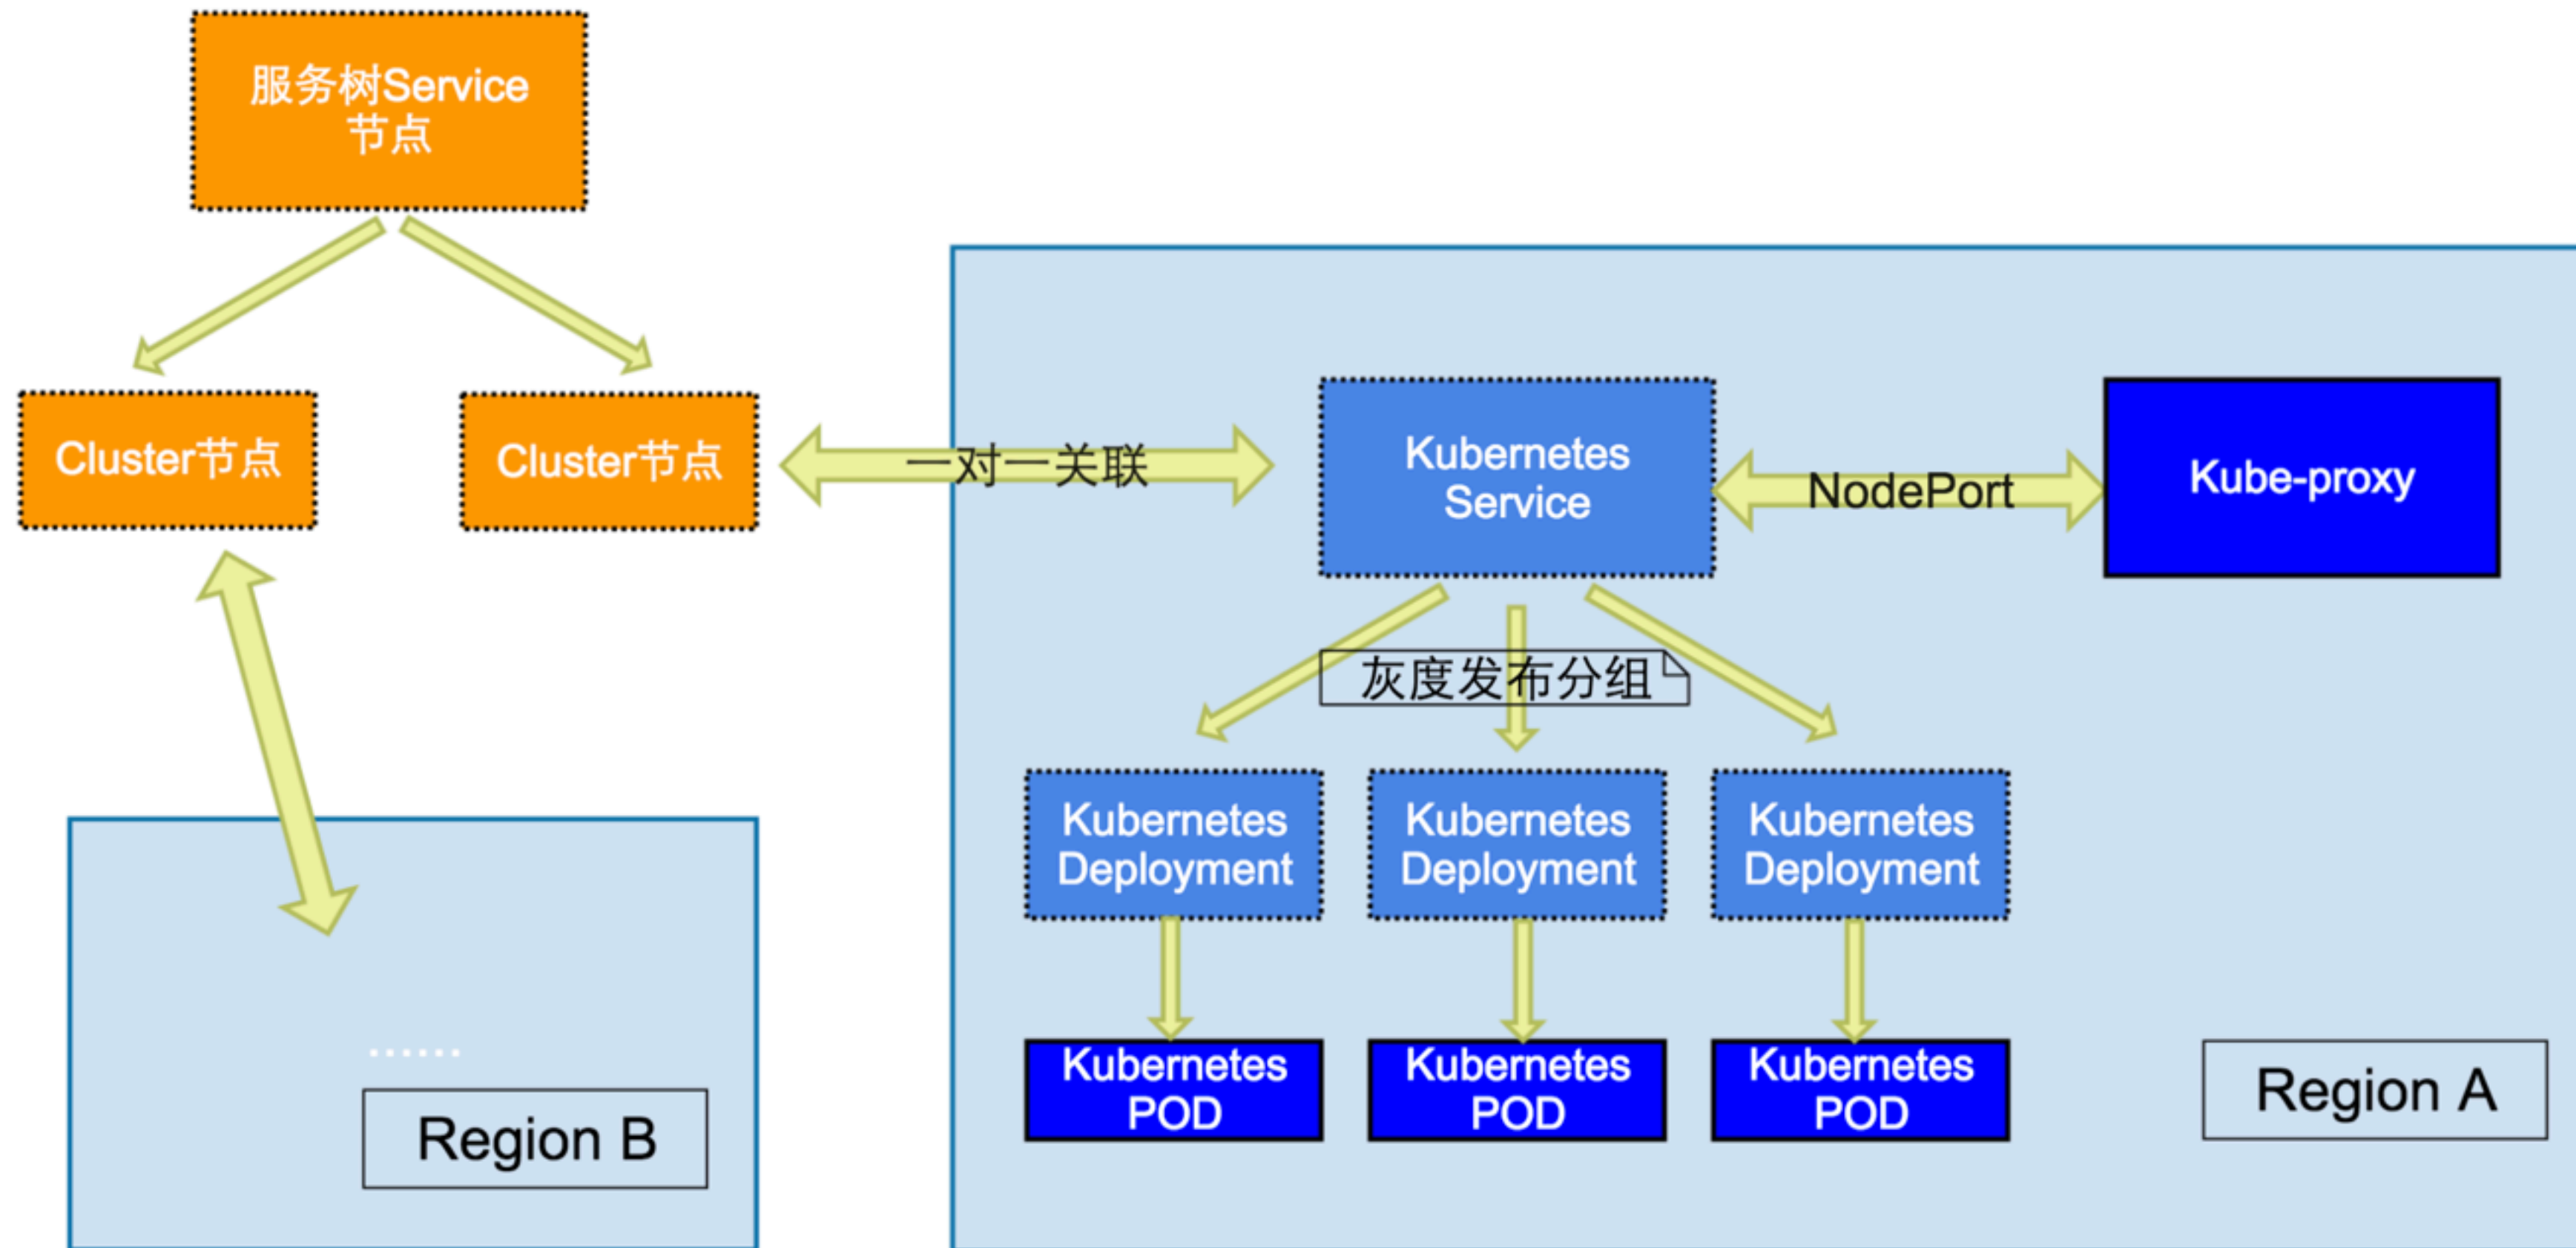 服务树Service
节点
Cluster节点
Cluster节点
一对一关联
Kubernetes
Service
NodePort
Kube-proxy
灰度发布分组
Kubernetes
Deployment
Kubernetes
Deployment
Kubernetes
Deployment
Kubernetes
POD
Kubernetes
POD
Kubernetes
POD
Region A
......
Region B